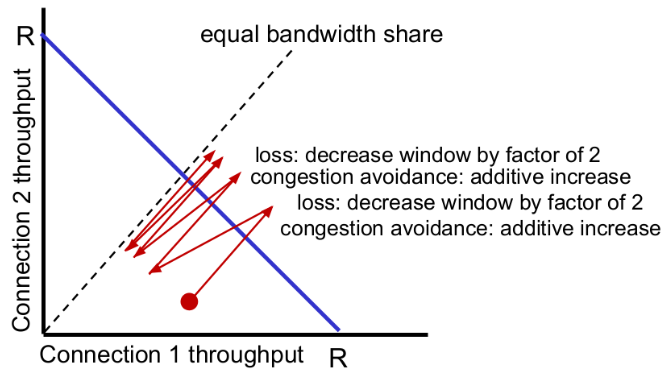 R
equal bandwidth share
Connection 2 throughput
loss: decrease window by factor of 2
congestion avoidance: additive increase
loss: decrease window by factor of 2
congestion avoidance: additive increase
Connection 1 throughput
R